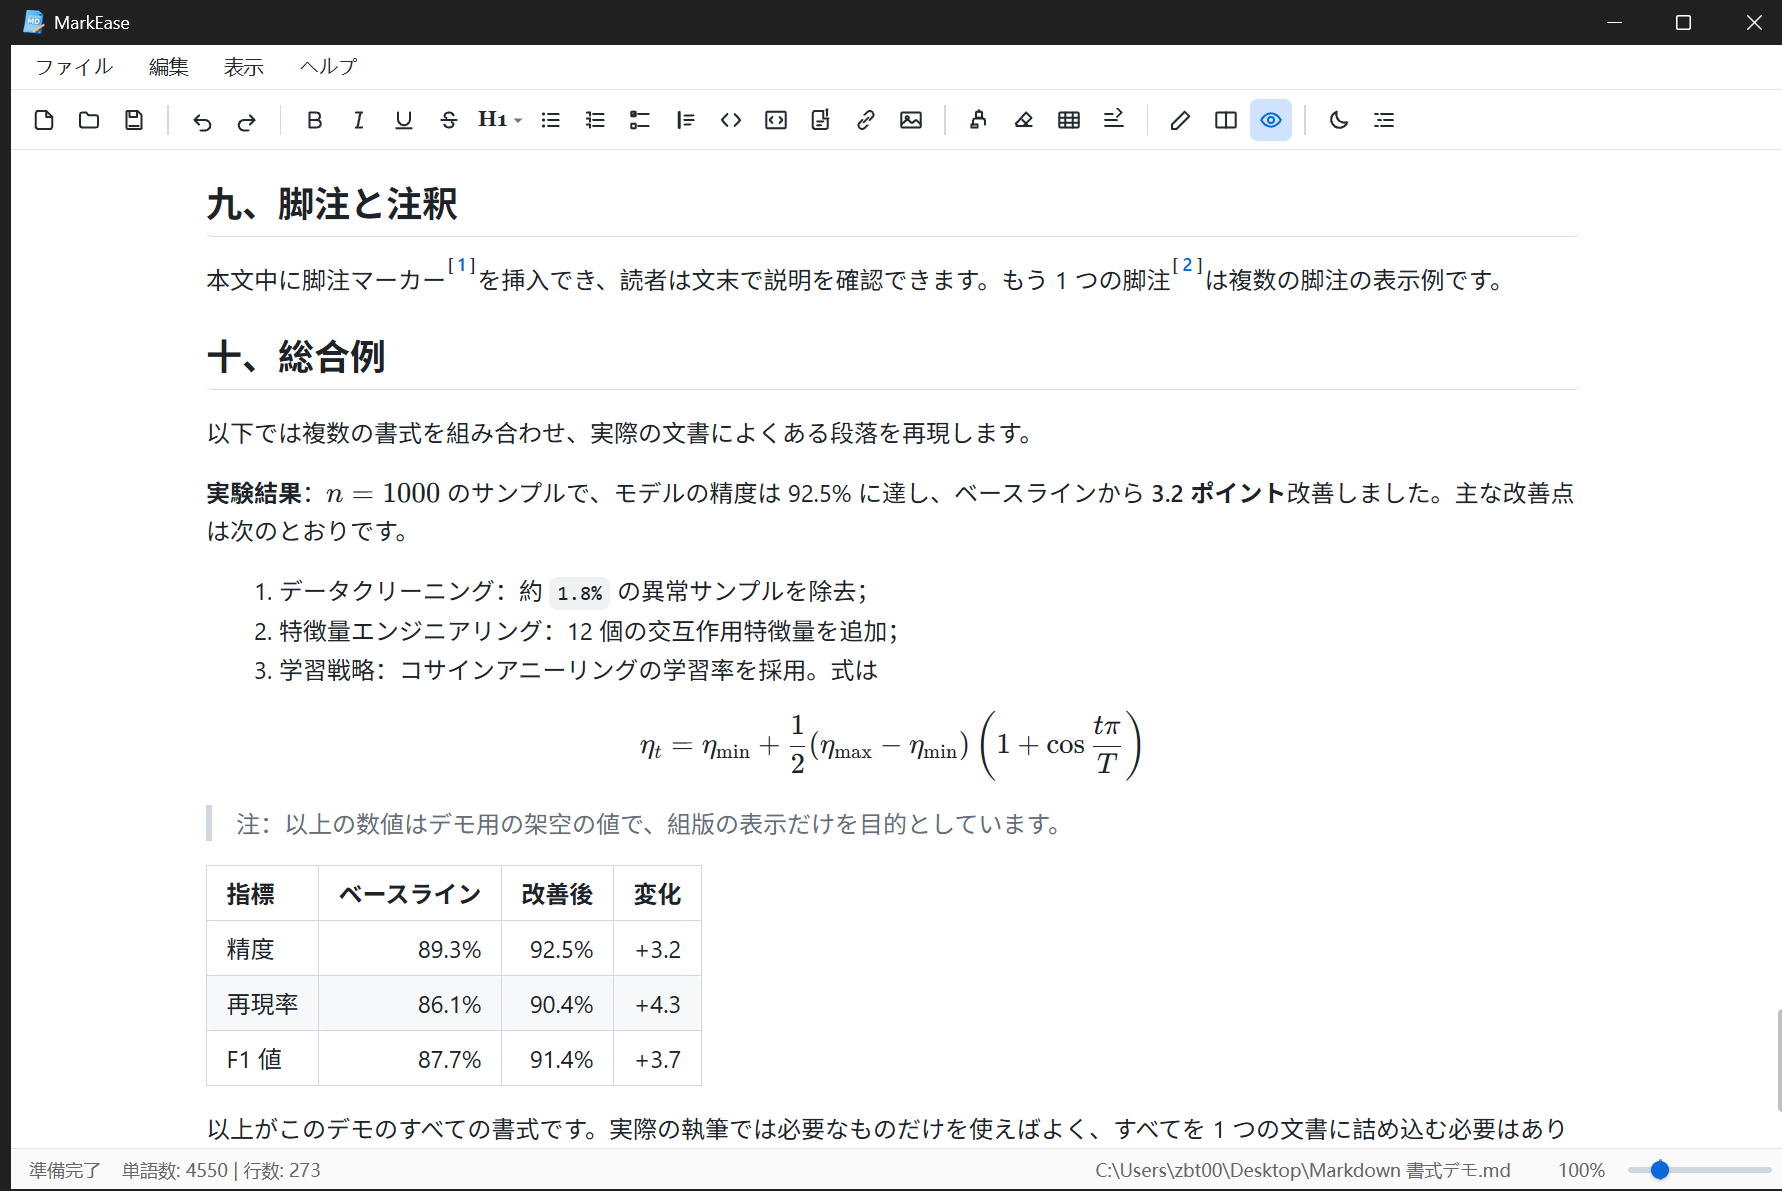 MarkEase
ファイル 編集 表示 ヘルプ
B I U S H1
九、脚注と注釈
本文中に脚注マーカー[1]を挿入でき、読者は文末で説明を確認できます。もう 1 つの脚注[2]は複数の脚注の表示例です。
十、総合例
以下では複数の書式を組み合わせ、実際の文書によくある段落を再現します。
実験結果：n = 1000 のサンプルで、モデルの精度は 92.5% に達し、ベースラインから 3.2 ポイント改善しました。主な改善点
は次のとおりです。
1. データクリーニング：約 1.8% の異常サンプルを除去；
2. 特徴量エンジニアリング：12 個の交互作用特徴量を追加；
3. 学習戦略：コサインアニーリングの学習率を採用。式は
η_t = η_min + 1/2 (η_max − η_min) (1 + cos tπ/T)
注：以上の数値はデモ用の架空の値で、組版の表示だけを目的としています。
指標 ベースライン 改善後 変化
精度 89.3% 92.5% +3.2
再現率 86.1% 90.4% +4.3
F1 値 87.7% 91.4% +3.7
以上がこのデモのすべての書式です。実際の執筆では必要なものだけを使えばよく、すべてを 1 つの文書に詰め込む必要はあり
準備完了 単語数: 4550 | 行数: 273 C:\Users\zbt00\Desktop\Markdown 書式デモ.md 100%